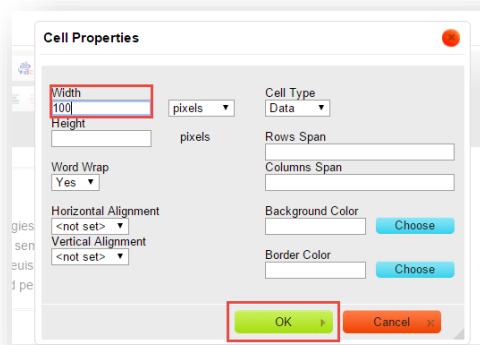 Cell Properties
Width
100 pixels
Height
pixels
Word Wrap
Yes
Horizontal Alignment
<not set>
Vertical Alignment
<not set>
Cell Type
Data
Rows Span
Columns Span
Background Color
Choose
Border Color
Choose
OK
Cancel